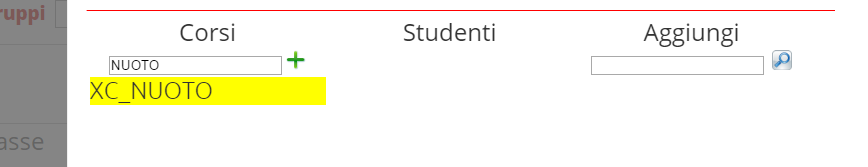 ruppi
Corsi Studenti Aggiungi
NUOTO
XC_NUOTO
asse